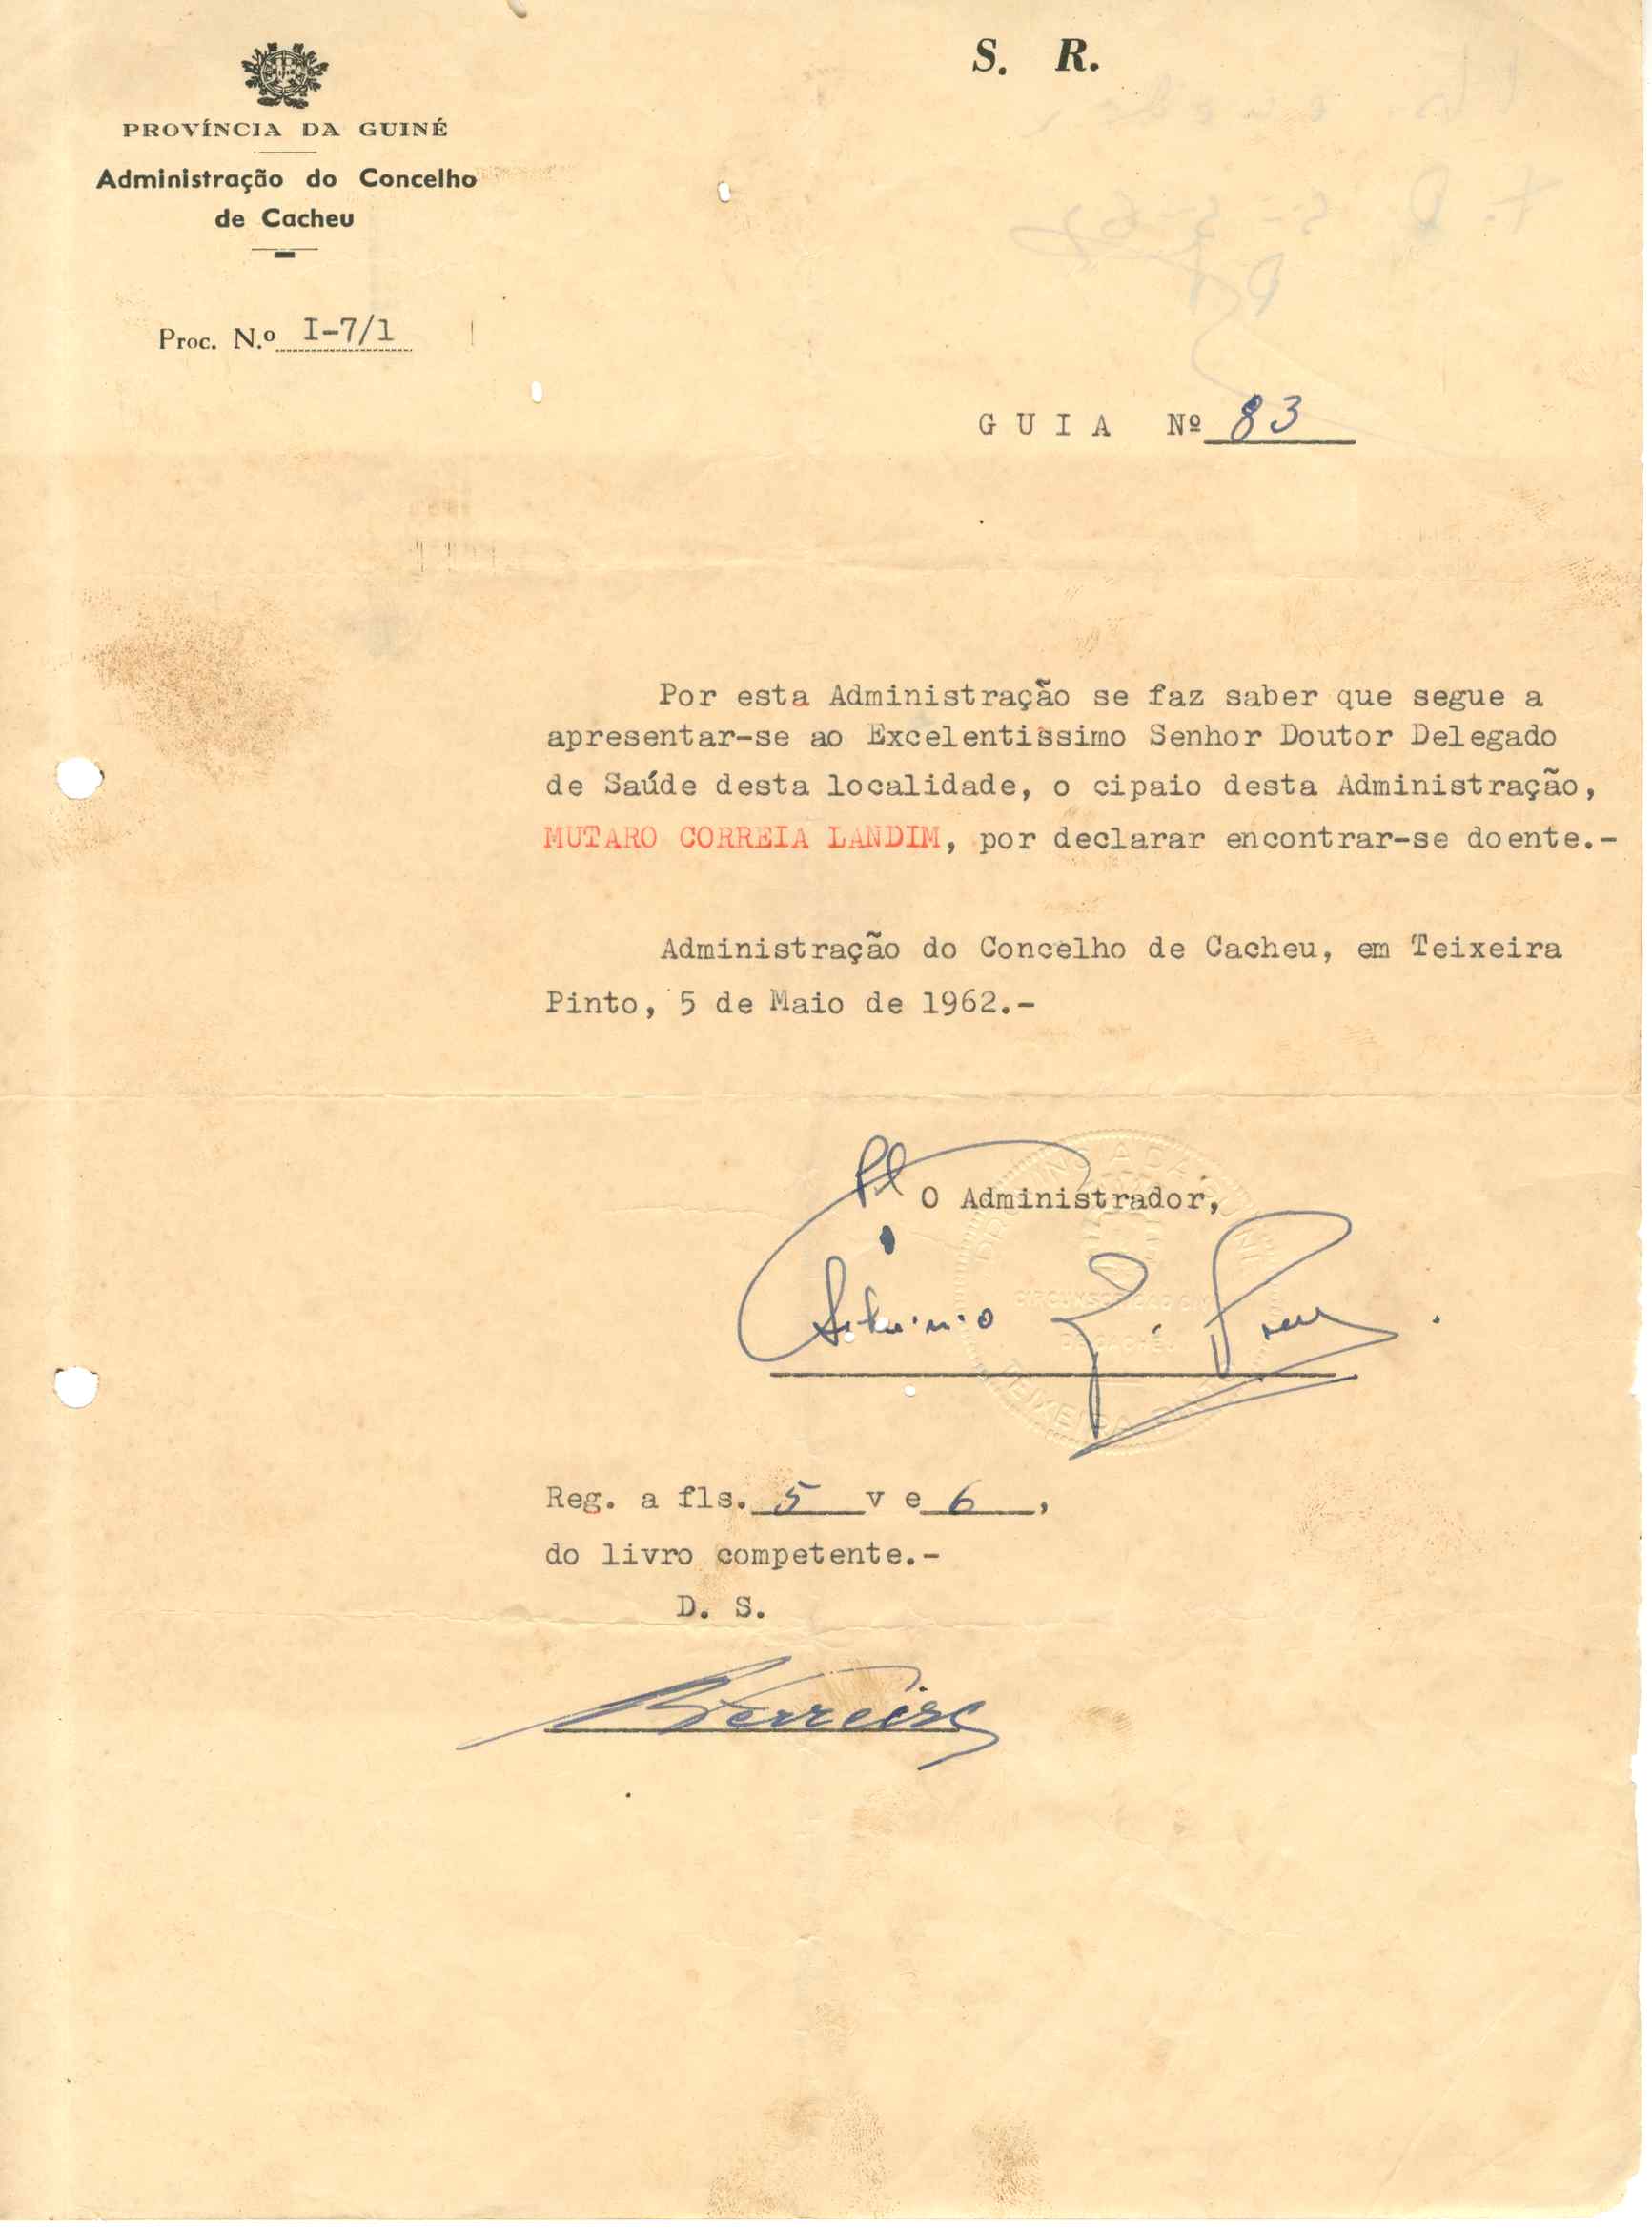 S. R.
PROVÍNCIA DA GUINÉ
Administração do Concelho
de Cacheu
Proc. N.º I-7/1
GUIA Nº 83
Por esta Administração se faz saber que segue a
apresentar-se ao Excelentissimo Senhor Doutor Delegado
de Saúde desta localidade, o cipaio desta Administração,
MUTARO CORREIA LANDIM, por declarar encontrar-se doente.-
Administração do Concelho de Cacheu, em Teixeira
Pinto, 5 de Maio de 1962.-
O Administrador,
Reg. a fls. 5 v e 6,
do livro competente.-
D. S.